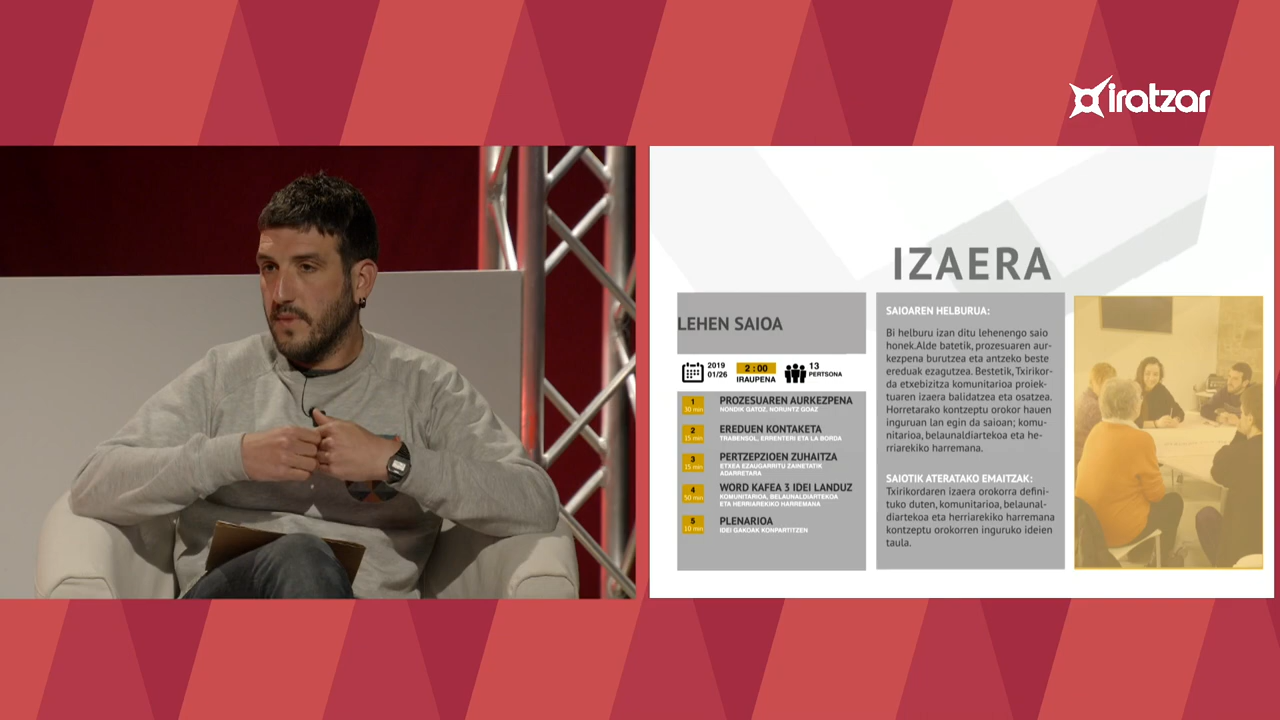 iratzar
IZAERA
LEHEN SAIOA
2019
01/26
2 : 00
IRAUPENA
13
PERTSONA
1
30 min
PROZESUAREN AURKEZPENA
NONDIK GATOZ, NORUNTZ GOAZ
2
15 min
EREDUEN KONTAKETA
TRABENSOL, ERRENTERI ETA LA BORDA
3
15 min
PERTZEPZIOEN ZUHAITZA
ETXEA EZAUGARRITU ZAINETATIK
ADARRETARA
4
50 min
WORD KAFEA 3 IDEI LANDUZ
KOMUNITARIOA, BELAUNALDIARTEKOA
ETA HERRIAREKIKO HARREMANA
5
10 min
PLENARIOA
IDEI GAKOAK KONPARTITZEN
SAIOAREN HELBURUA:
Bi helburu izan ditu lehenengo saio
honek.Alde batetik, prozesuaren aur-
kezpena burutzea eta antzeko beste
ereduak ezagutzea. Bestetik, Txirikor-
da etxebizitza komunitarioa proiek-
tuaren izaera balidatzea eta osatzea.
Horretarako kontzeptu orokor hauen
inguruan lan egin da saioan; komu-
nitarioa, belaunaldiartekoa eta he-
rriarekiko harremana.
SAIOTIK ATERATAKO EMAITZAK:
Txirikordaren izaera orokorra defini-
tuko duten, komunitarioa, belaunal-
diartekoa eta herriarekiko harremana
kontzeptu orokorren inguruko ideien
taula.